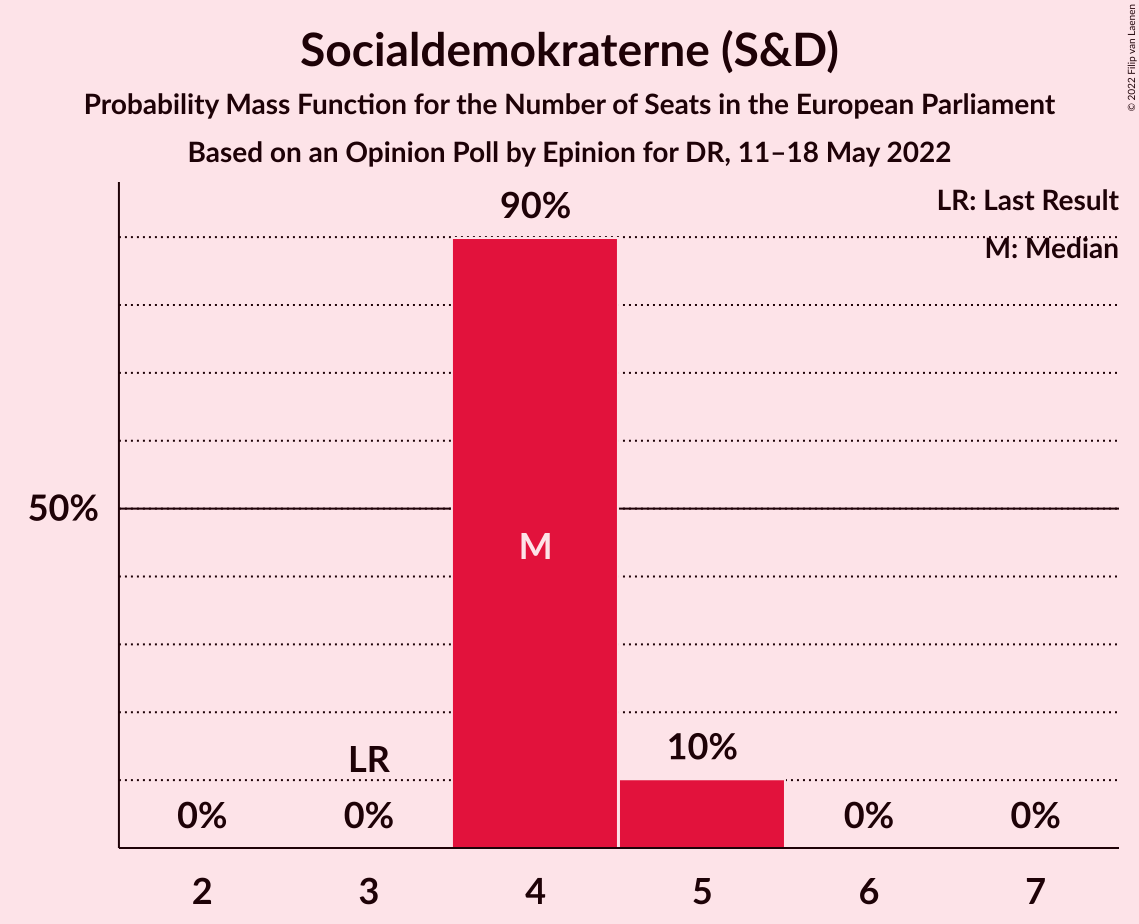 Socialdemokraterne (S&D)
Probability Mass Function for the Number of Seats in the European Parliament
Based on an Opinion Poll by Epinion for DR, 11–18 May 2022
© 2022 Filip van Laenen
LR: Last Result
M: Median
90%
50%
M
LR
10%
0%
0%
0%
0%
2
3
4
5
6
7